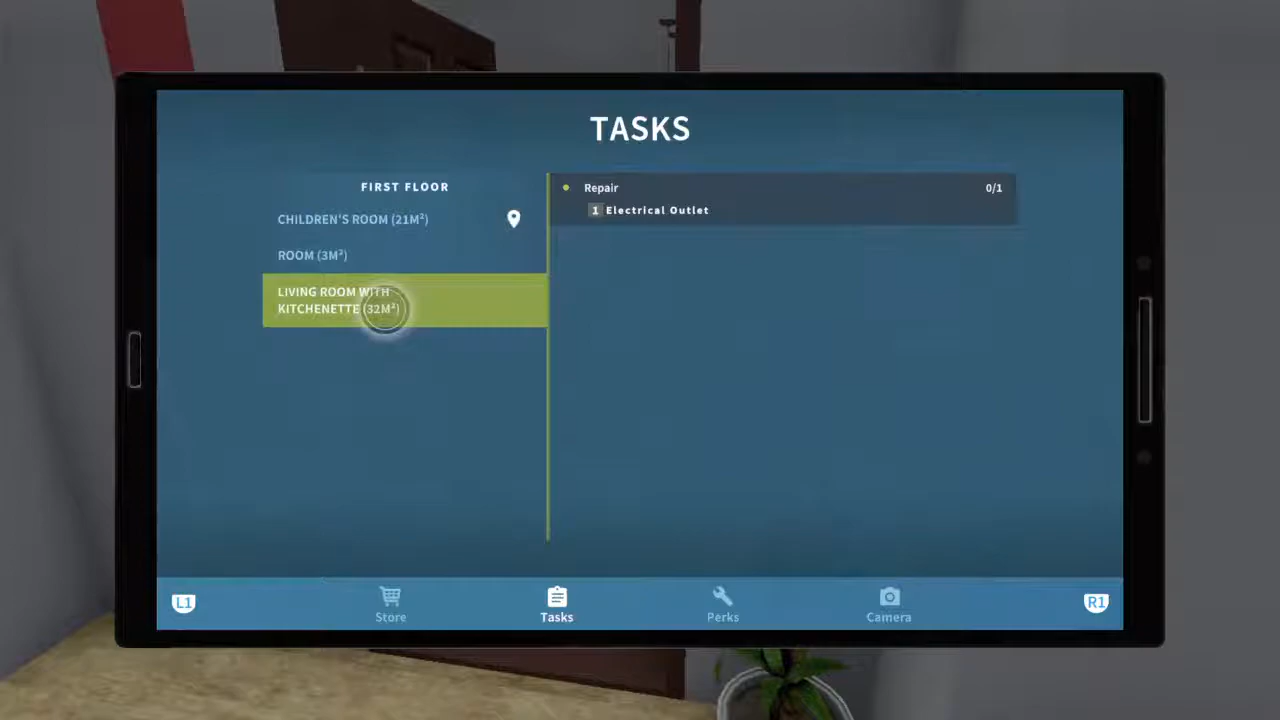 TASKS
FIRST FLOOR
CHILDREN'S ROOM (21M²)
ROOM (3M²)
LIVING ROOM WITH
KITCHENETTE (32M²)
Repair 0/1
1 Electrical Outlet
L1
Store
Tasks
Perks
Camera
R1